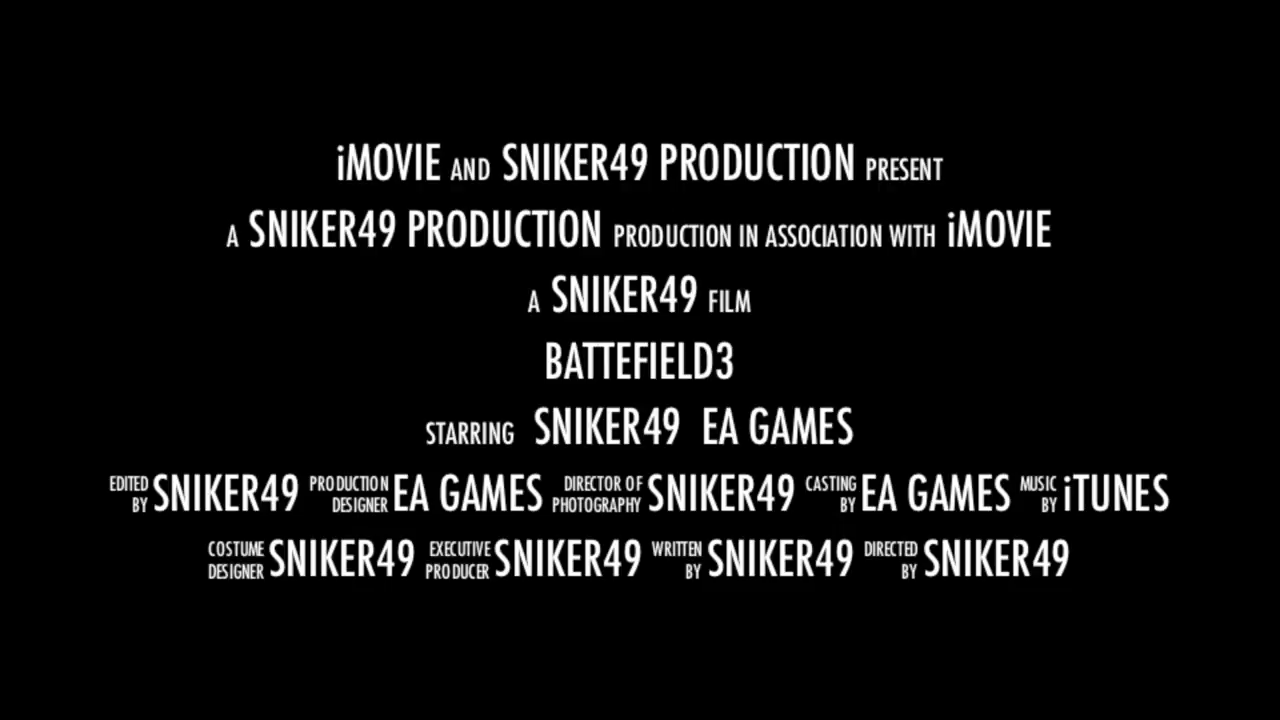 iMOVIE AND SNIKER49 PRODUCTION PRESENT
A SNIKER49 PRODUCTION PRODUCTION IN ASSOCIATION WITH iMOVIE
A SNIKER49 FILM
BATTEFIELD3
STARRING SNIKER49 EA GAMES
EDITED BY SNIKER49 PRODUCTION DESIGNER EA GAMES DIRECTOR OF PHOTOGRAPHY SNIKER49 CASTING BY EA GAMES MUSIC BY iTUNES
COSTUME DESIGNER SNIKER49 EXECUTIVE PRODUCER SNIKER49 WRITTEN BY SNIKER49 DIRECTED BY SNIKER49